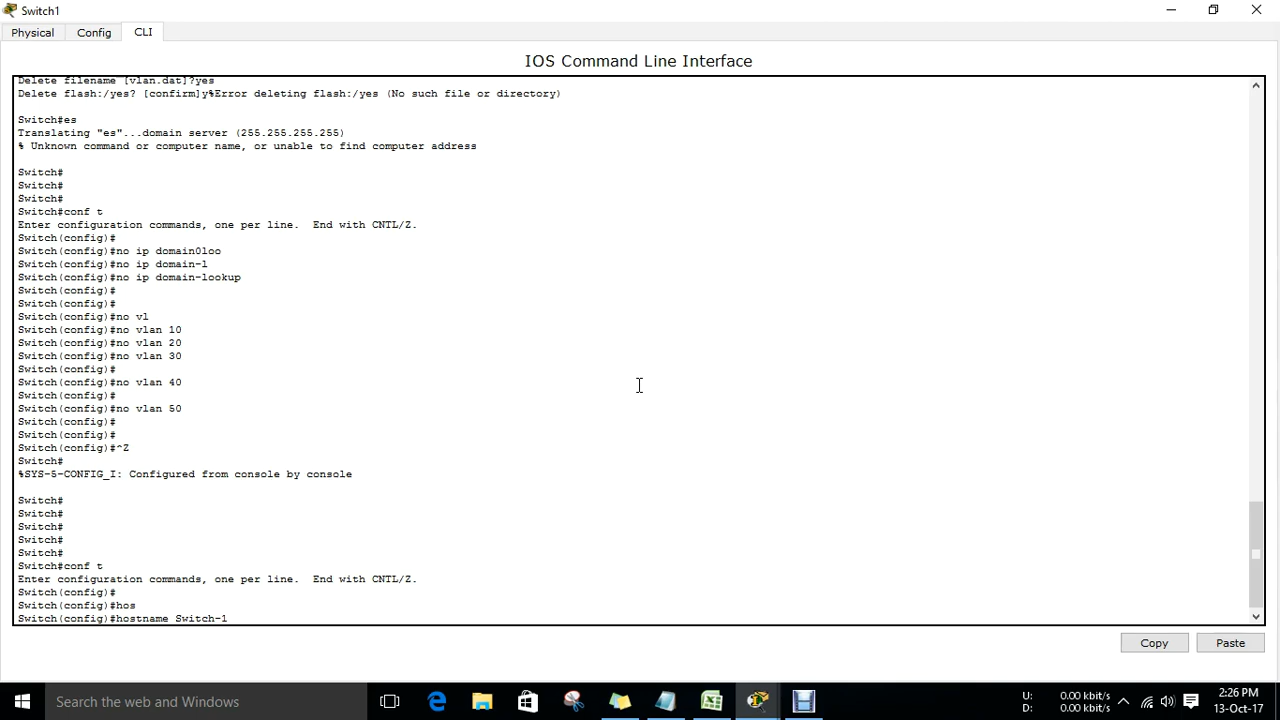 Switch1
Physical
Config
CLI
IOS Command Line Interface
Delete filename [vlan.dat]?yes
Delete flash:/yes? [confirm]y%Error deleting flash:/yes (No such file or directory)
Switch#es
Translating "es"...domain server (255.255.255.255)
% Unknown command or computer name, or unable to find computer address
Switch#
Switch#
Switch#
Switch#conf t
Enter configuration commands, one per line.  End with CNTL/Z.
Switch(config)#
Switch(config)#no ip domain0loo
Switch(config)#no ip domain-l
Switch(config)#no ip domain-lookup
Switch(config)#
Switch(config)#
Switch(config)#no vl
Switch(config)#no vlan 10
Switch(config)#no vlan 20
Switch(config)#no vlan 30
Switch(config)#
Switch(config)#no vlan 40
Switch(config)#
Switch(config)#no vlan 50
Switch(config)#
Switch(config)#
Switch(config)#^Z
Switch#
%SYS-5-CONFIG_I: Configured from console by console
Switch#
Switch#
Switch#
Switch#
Switch#
Switch#conf t
Enter configuration commands, one per line.  End with CNTL/Z.
Switch(config)#
Switch(config)#hos
Switch(config)#hostname Switch-1
Copy
Paste
Search the web and Windows
U: 0.00 kbit/s
D: 0.00 kbit/s
2:26 PM
13-Oct-17